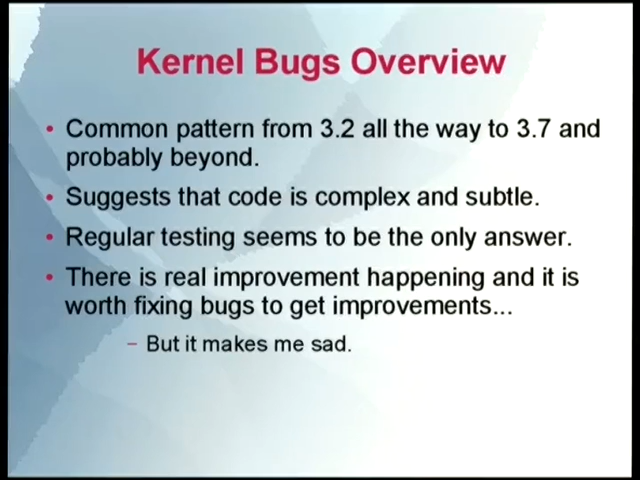 Kernel Bugs Overview
• Common pattern from 3.2 all the way to 3.7 and
probably beyond.
• Suggests that code is complex and subtle.
• Regular testing seems to be the only answer.
• There is real improvement happening and it is
worth fixing bugs to get improvements...
– But it makes me sad.